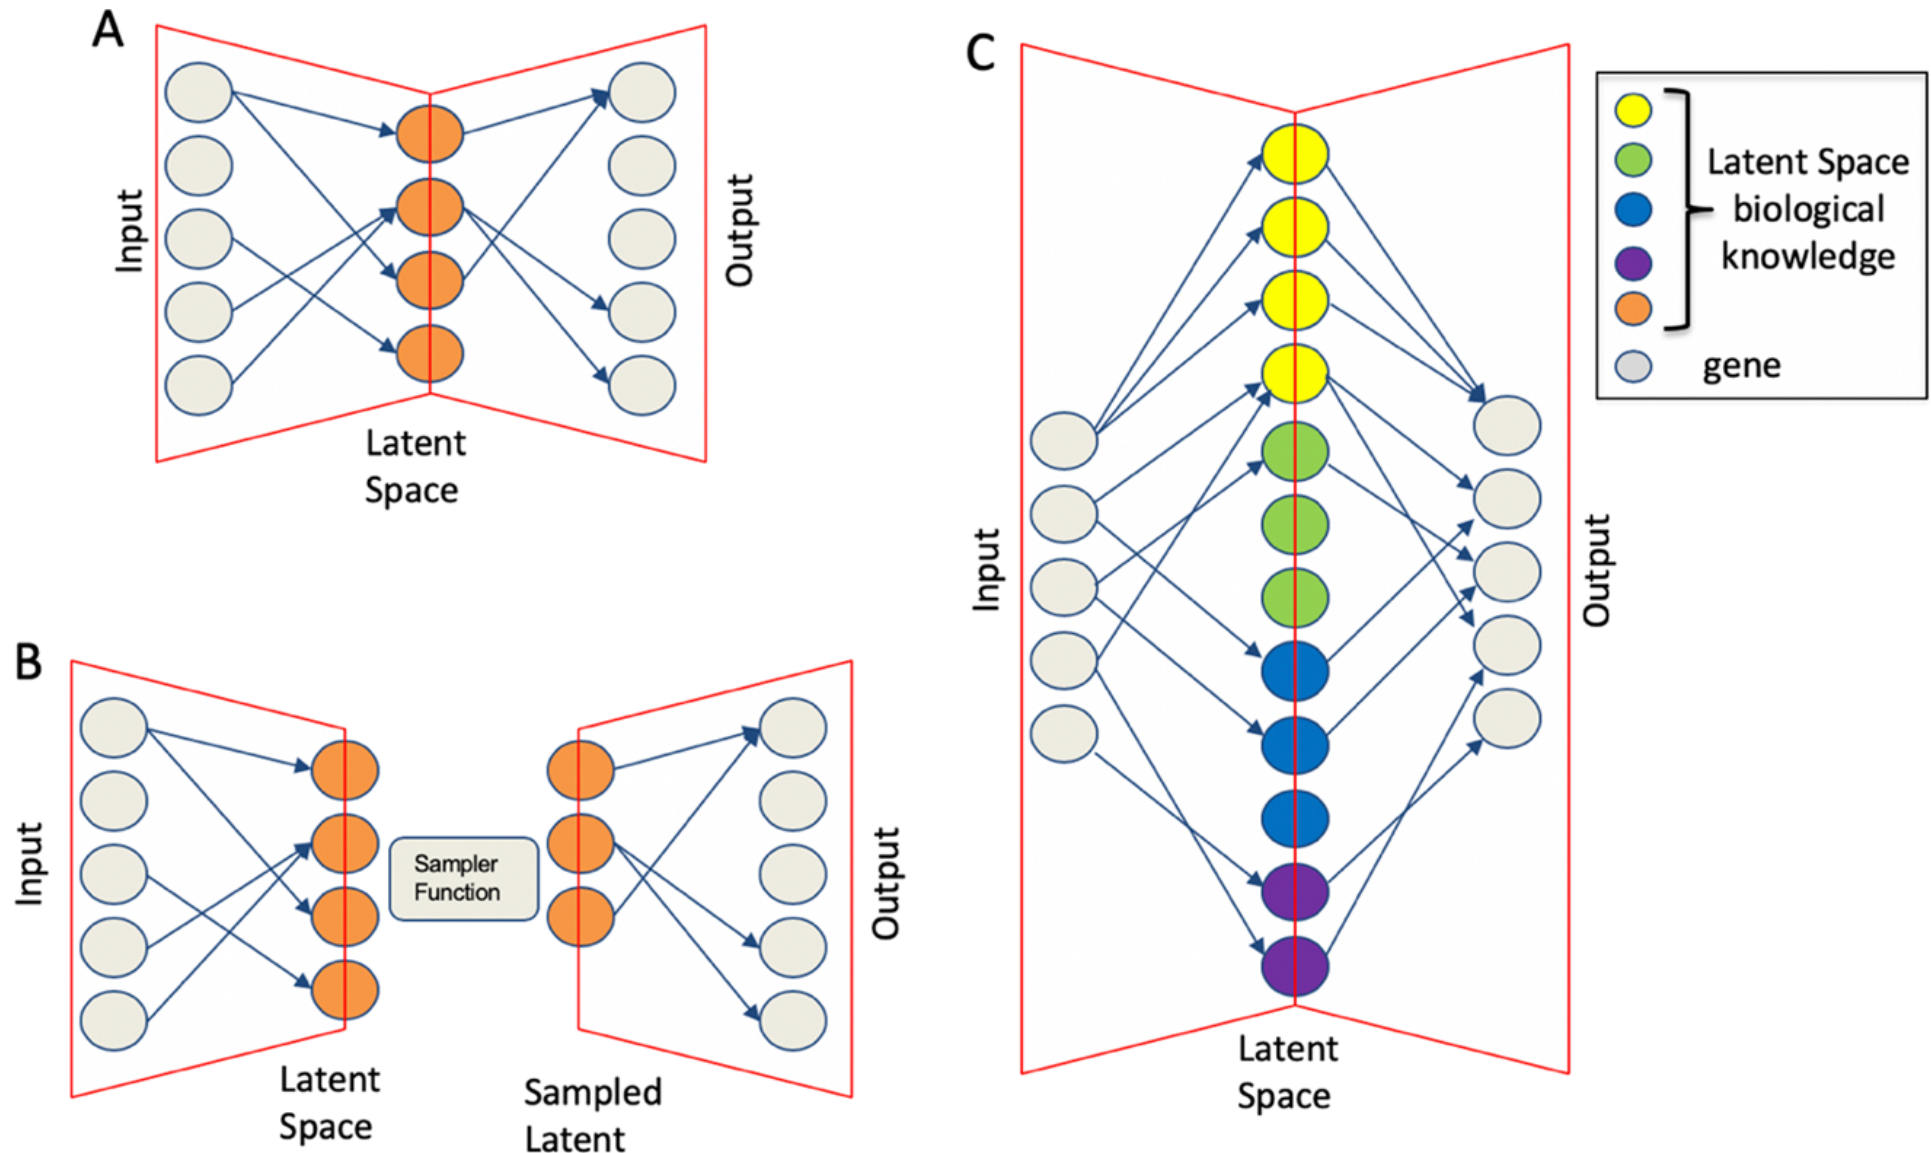 A
Input
Output
Latent
Space
B
Input
Sampler
Function
Output
Latent
Space
Sampled
Latent
C
Input
Output
Latent
Space
Latent Space
biological
knowledge
gene